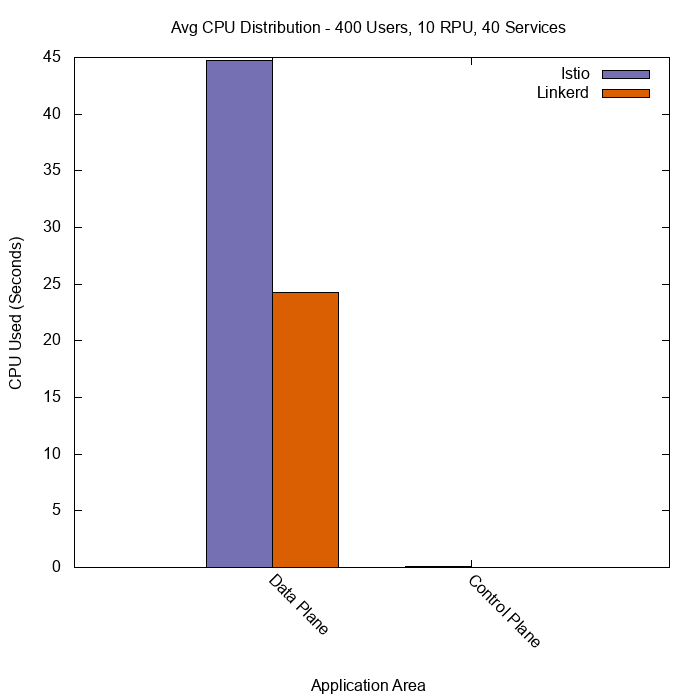 Avg CPU Distribution - 400 Users, 10 RPU, 40 Services
Istio
Linkerd
45
40
35
30
25
20
15
10
5
0
CPU Used (Seconds)
Data Plane
Control Plane
Application Area